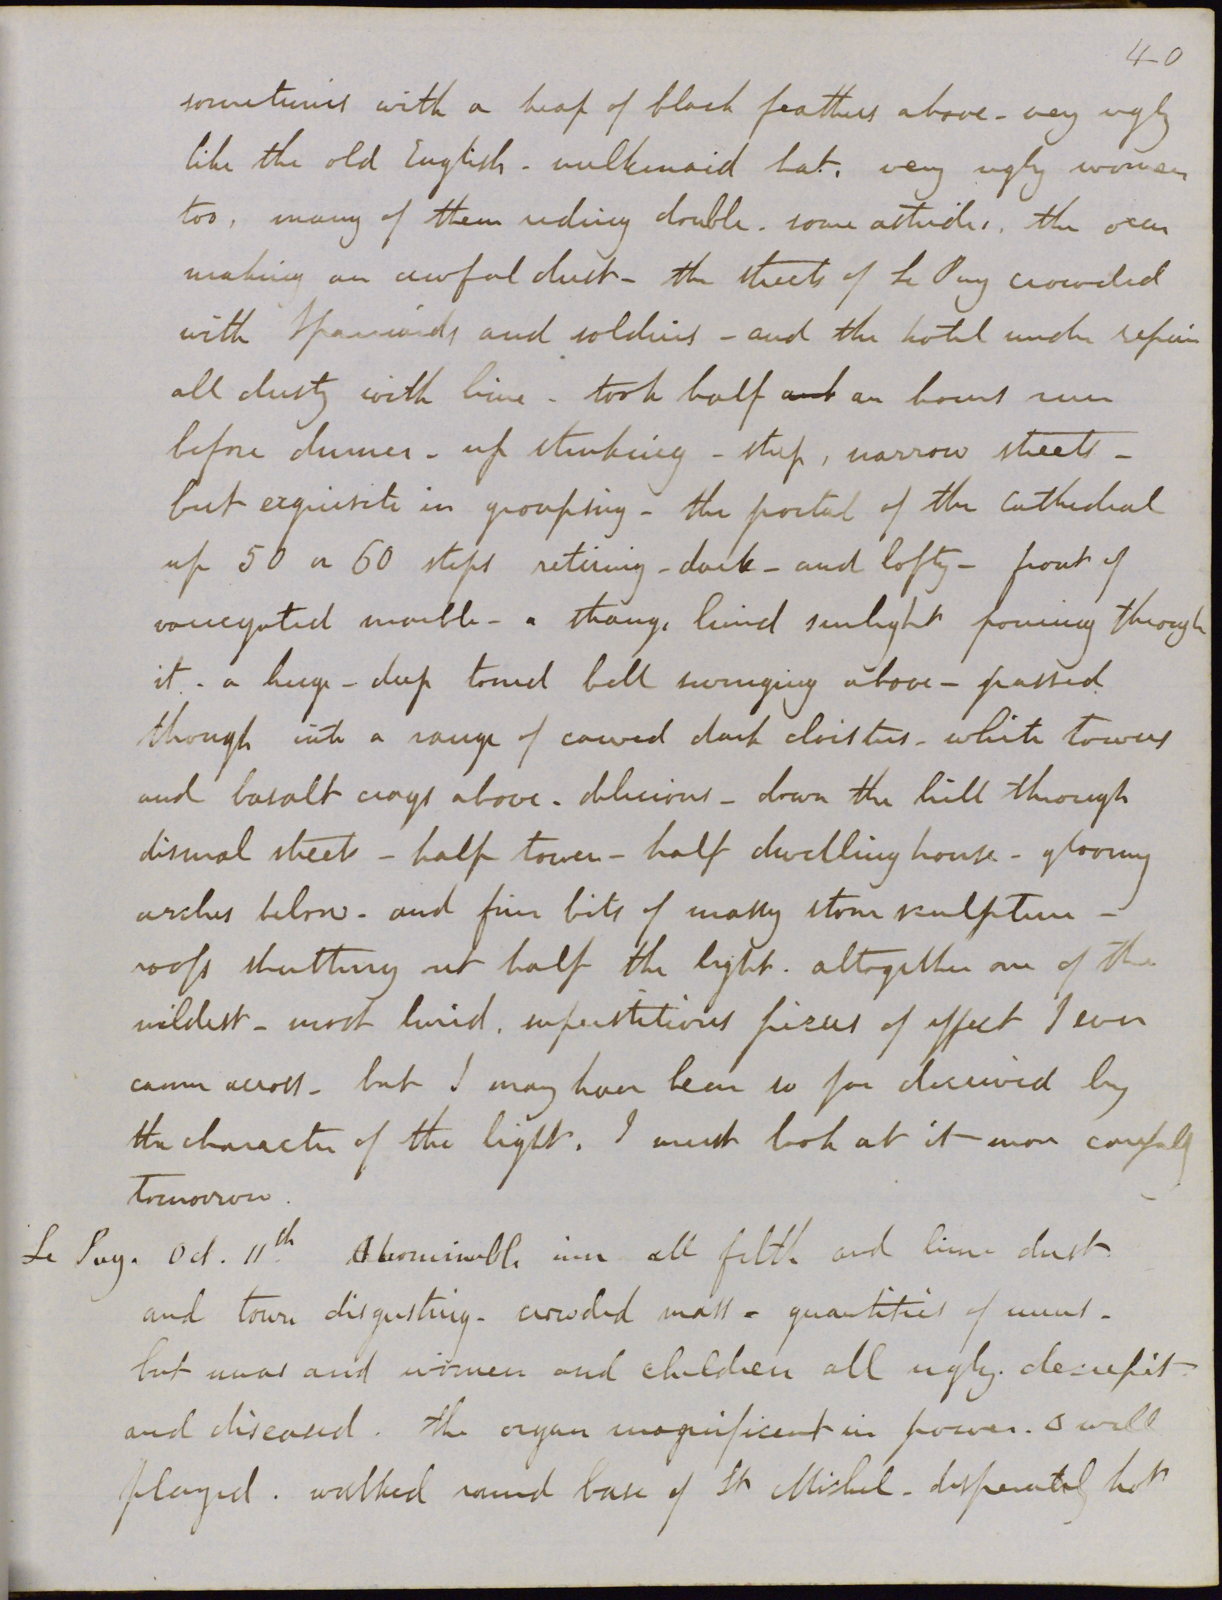 40
sometimes with a heap of black feathers above - very ugly
like the old English - milkmaid hat. very ugly women
too, many of them riding double. some astride, the oxen
making an awful dust - the streets of Le Puy crowded
with Spaniards and soldiers - and the hotel under repair
all dusty with lime - took half and an hours run
before dinner - up stinking - steep, narrow streets -
but exquisite in grouping - the portal of the cathedral
up 50 or 60 steps retiring - dark - and lofty - front of
variegated marble - a strange lurid sunlight pouring through
it - a huge - deep toned bell swinging above - passed
through into a range of carved dark cloisters - white towers
and basalt crags above - delicious - down the hill through
dismal streets - half tower - half dwelling house - gloomy
arches below - and fine bits of massy stone sculpture -
roofs shutting out half the light. altogether one of the
wildest - most lurid, superstitious pieces of effect I ever
came across - but I may have been so far deceived by
the character of the light. I must look at it more carefully
tomorrow.
Le Puy. Oct. 11th Abominable inn all filth and lime dust
and town disgusting - crowded mass - quantities of nuns -
but nuns and women and children all ugly. decrepit
and diseased. the organ magnificent in power. & well
played. walked round base of St Michel - desperately hot